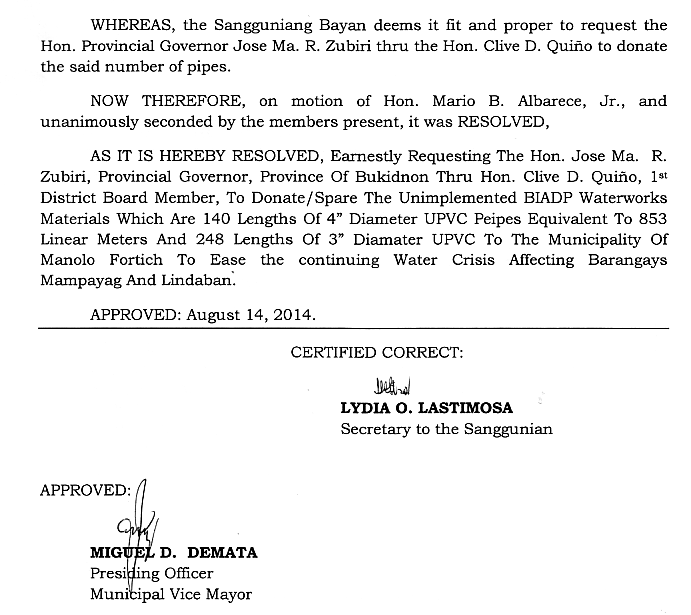 WHEREAS, the Sangguniang Bayan deems it fit and proper to request the
Hon. Provincial Governor Jose Ma. R. Zubiri thru the Hon. Clive D. Quiño to donate
the said number of pipes.
NOW THEREFORE, on motion of Hon. Mario B. Albarece, Jr., and
unanimously seconded by the members present, it was RESOLVED,
AS IT IS HEREBY RESOLVED, Earnestly Requesting The Hon. Jose Ma. R.
Zubiri, Provincial Governor, Province Of Bukidnon Thru Hon. Clive D. Quiño, 1st
District Board Member, To Donate/Spare The Unimplemented BIADP Waterworks
Materials Which Are 140 Lengths Of 4” Diameter UPVC Peipes Equivalent To 853
Linear Meters And 248 Lengths Of 3” Diamater UPVC To The Municipality Of
Manolo Fortich To Ease the continuing Water Crisis Affecting Barangays
Mampayag And Lindaban.
APPROVED: August 14, 2014.
CERTIFIED CORRECT:
LYDIA O. LASTIMOSA
Secretary to the Sanggunian
APPROVED:
MIGUEL D. DEMATA
Presiding Officer
Municipal Vice Mayor